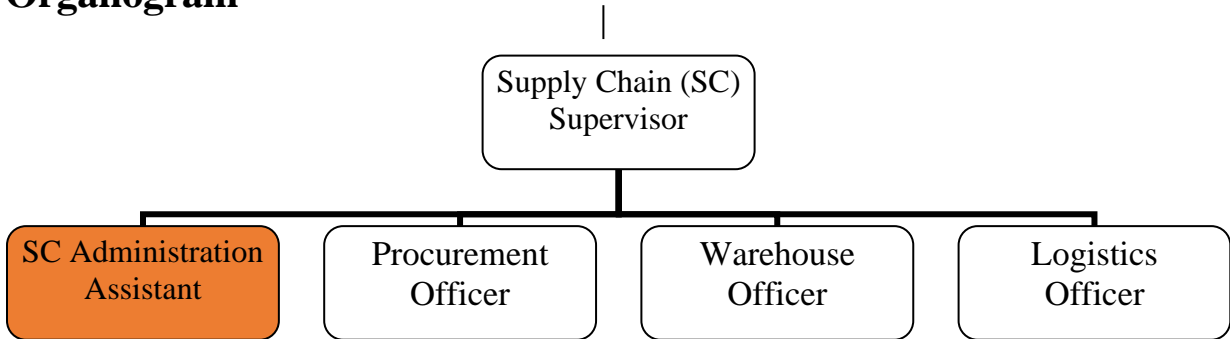 Organogram
Supply Chain (SC)
Supervisor
SC Administration
Assistant
Procurement
Officer
Warehouse
Officer
Logistics
Officer